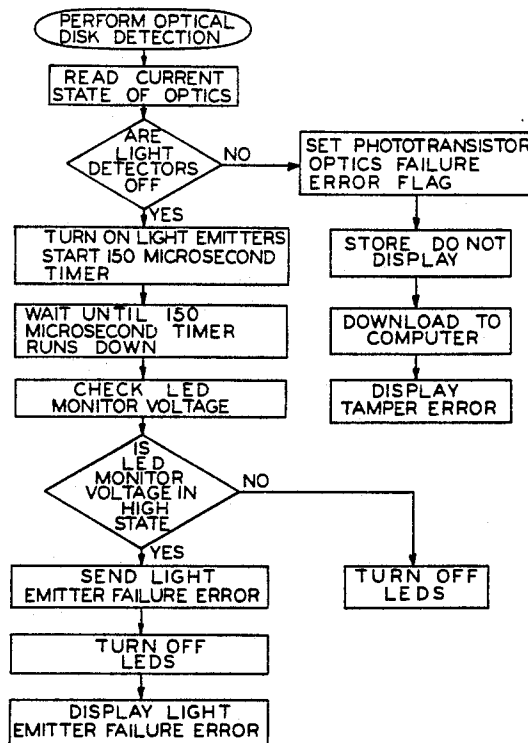 PERFORM OPTICAL
DISK DETECTION
READ CURRENT
STATE OF OPTICS
ARE
LIGHT
DETECTORS
OFF
NO
YES
SET PHOTOTRANSISTOR
OPTICS FAILURE
ERROR FLAG
STORE DO NOT
DISPLAY
DOWNLOAD TO
COMPUTER
DISPLAY
TAMPER ERROR
TURN ON LIGHT EMITTERS
START 150 MICROSECOND
TIMER
WAIT UNTIL 150
MICROSECOND TIMER
RUNS DOWN
CHECK LED
MONITOR VOLTAGE
IS
LED
MONITOR
VOLTAGE IN
HIGH
STATE
NO
YES
TURN OFF
LEDS
SEND LIGHT
EMITTER FAILURE ERROR
TURN OFF
LEDS
DISPLAY LIGHT
EMITTER FAILURE ERROR